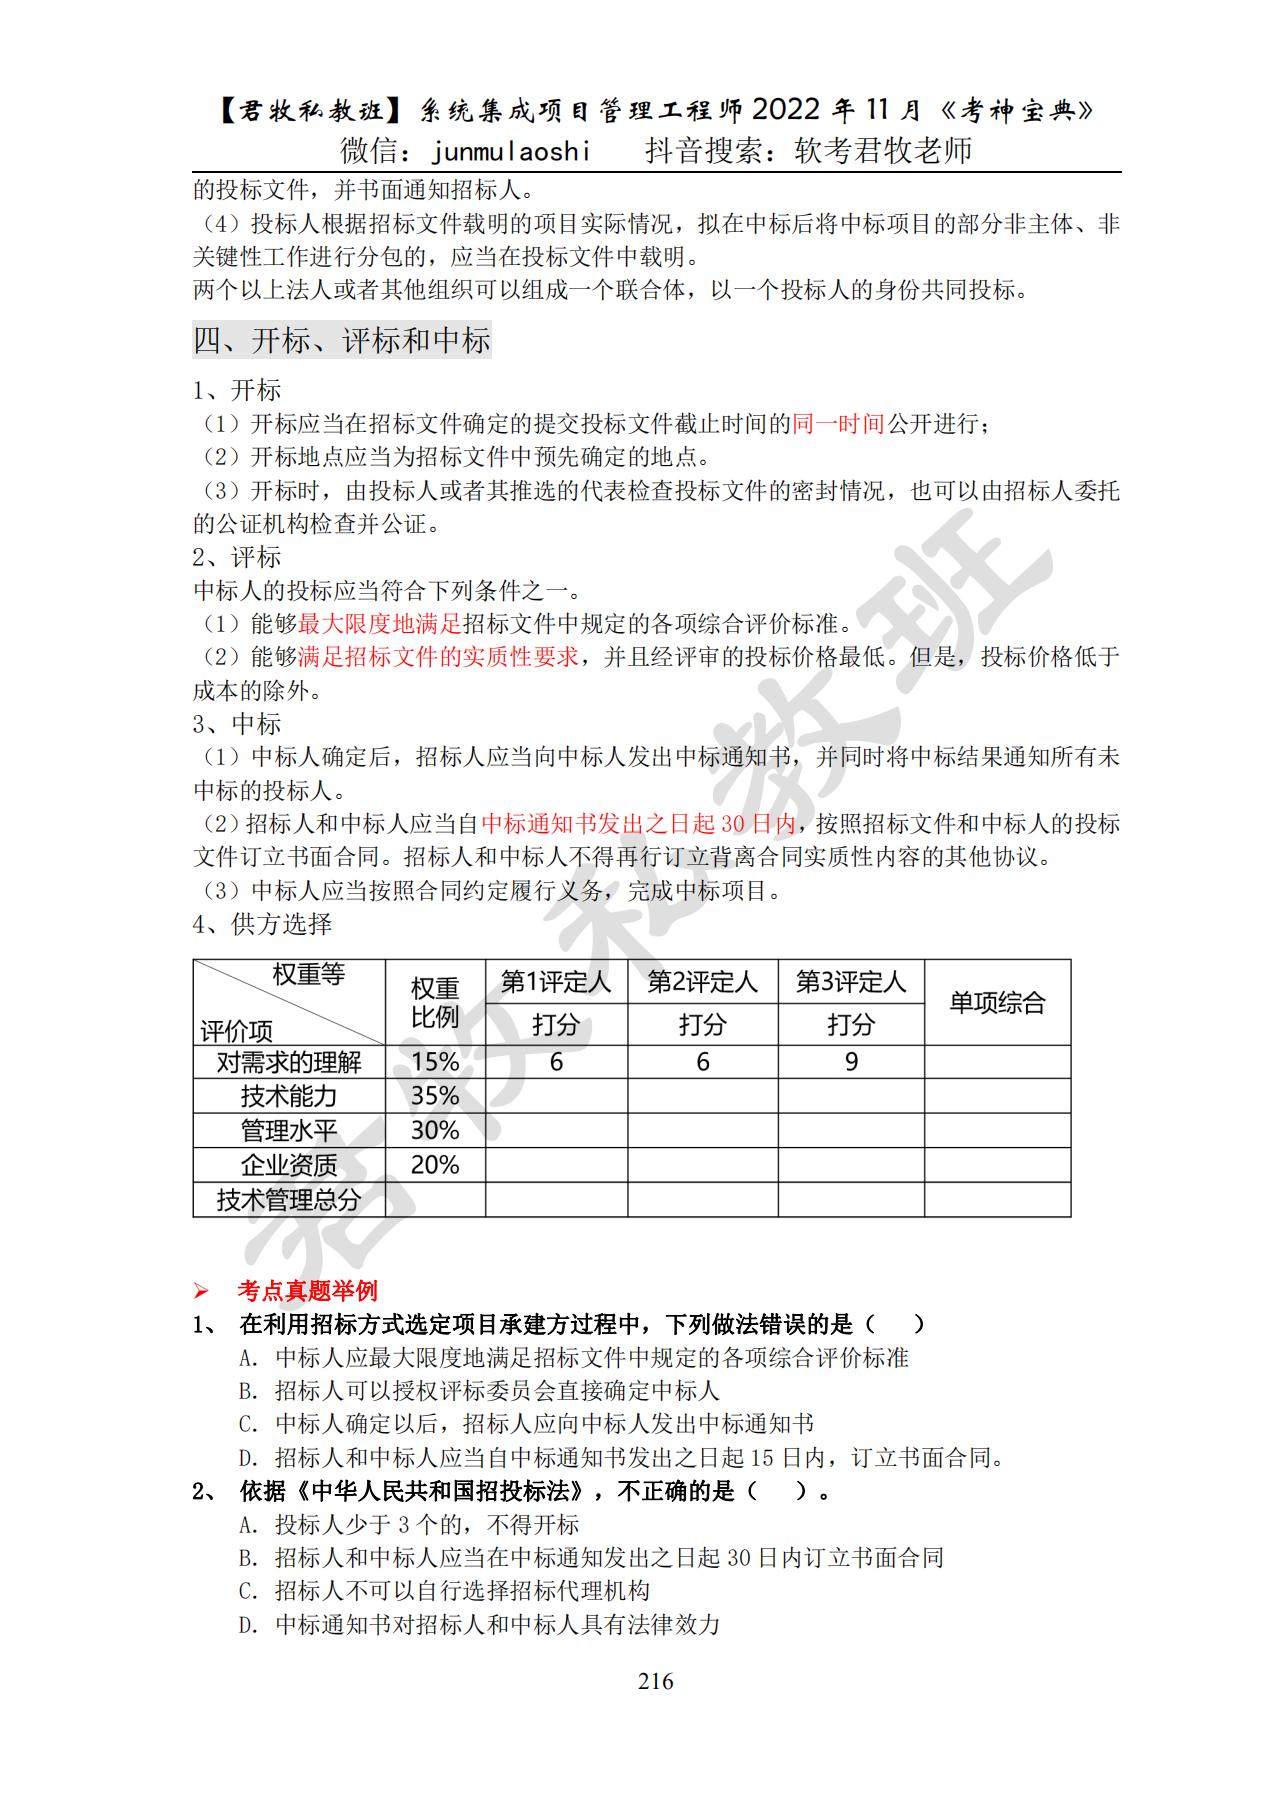 【君牧私教班】系统集成项目管理工程师 2022 年 11 月《考神宝典》
微信：junmulaoshi 抖音搜索：软考君牧老师
的投标文件，并书面通知招标人。
（4）投标人根据招标文件载明的项目实际情况，拟在中标后将中标项目的部分非主体、非
关键性工作进行分包的，应当在投标文件中载明。
两个以上法人或者其他组织可以组成一个联合体，以一个投标人的身份共同投标。
四、开标、评标和中标
1、开标
（1）开标应当在招标文件确定的提交投标文件截止时间的同一时间公开进行；
（2）开标地点应当为招标文件中预先确定的地点。
（3）开标时，由投标人或者其推选的代表检查投标文件的密封情况，也可以由招标人委托
的公证机构检查并公证。
2、评标
中标人的投标应当符合下列条件之一。
（1）能够最大限度地满足招标文件中规定的各项综合评价标准。
（2）能够满足招标文件的实质性要求，并且经评审的投标价格最低。但是，投标价格低于
成本的除外。
3、中标
（1）中标人确定后，招标人应当向中标人发出中标通知书，并同时将中标结果通知所有未
中标的投标人。
（2）招标人和中标人应当自中标通知书发出之日起 30 日内，按照招标文件和中标人的投标
文件订立书面合同。招标人和中标人不得再行订立背离合同实质性内容的其他协议。
（3）中标人应当按照合同约定履行义务，完成中标项目。
4、供方选择
权重等 评价项 权重比例 第1评定人 第2评定人 第3评定人 单项综合
打分 打分 打分
对需求的理解 15% 6 6 9
技术能力 35%
管理水平 30%
企业资质 20%
技术管理总分
➢ 考点真题举例
1、 在利用招标方式选定项目承建方过程中，下列做法错误的是（ ）
A. 中标人应最大限度地满足招标文件中规定的各项综合评价标准
B. 招标人可以授权评标委员会直接确定中标人
C. 中标人确定以后，招标人应向中标人发出中标通知书
D. 招标人和中标人应当自中标通知书发出之日起 15 日内，订立书面合同。
2、 依据《中华人民共和国招投标法》，不正确的是（ ）。
A. 投标人少于 3 个的，不得开标
B. 招标人和中标人应当在中标通知发出之日起 30 日内订立书面合同
C. 招标人不可以自行选择招标代理机构
D. 中标通知书对招标人和中标人具有法律效力
216
君牧私教班